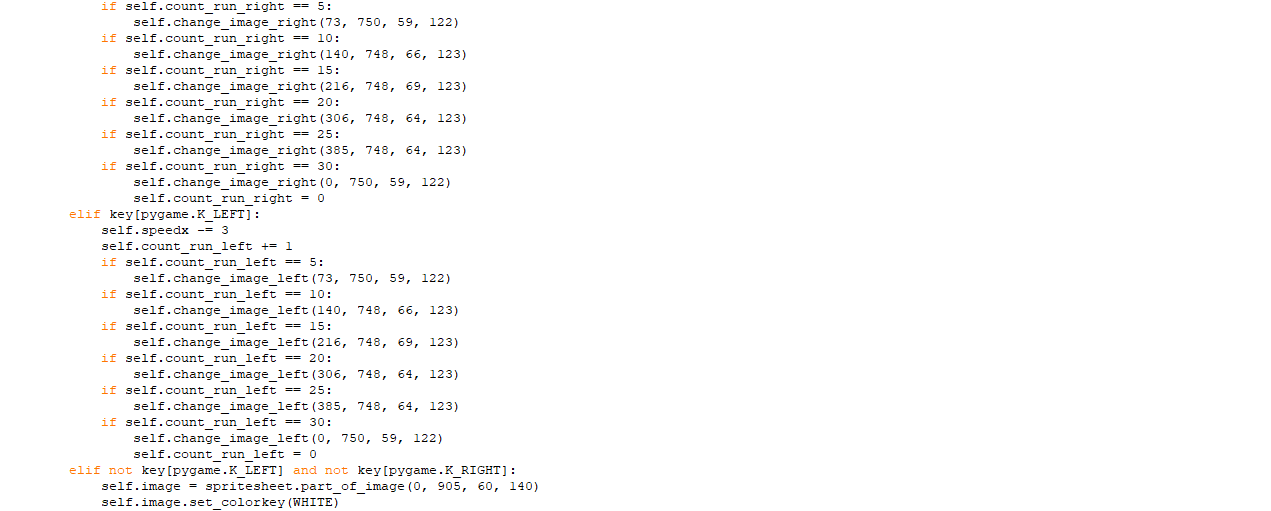 if self.count_run_right == 5:
self.change_image_right(73, 750, 59, 122)
if self.count_run_right == 10:
self.change_image_right(140, 748, 66, 123)
if self.count_run_right == 15:
self.change_image_right(216, 748, 69, 123)
if self.count_run_right == 20:
self.change_image_right(306, 748, 64, 123)
if self.count_run_right == 25:
self.change_image_right(385, 748, 64, 123)
if self.count_run_right == 30:
self.change_image_right(0, 750, 59, 122)
self.count_run_right = 0
elif key[pygame.K_LEFT]:
self.speedx -= 3
self.count_run_left += 1
if self.count_run_left == 5:
self.change_image_left(73, 750, 59, 122)
if self.count_run_left == 10:
self.change_image_left(140, 748, 66, 123)
if self.count_run_left == 15:
self.change_image_left(216, 748, 69, 123)
if self.count_run_left == 20:
self.change_image_left(306, 748, 64, 123)
if self.count_run_left == 25:
self.change_image_left(385, 748, 64, 123)
if self.count_run_left == 30:
self.change_image_left(0, 750, 59, 122)
self.count_run_left = 0
elif not key[pygame.K_LEFT] and not key[pygame.K_RIGHT]:
self.image = spritesheet.part_of_image(0, 905, 60, 140)
self.image.set_colorkey(WHITE)